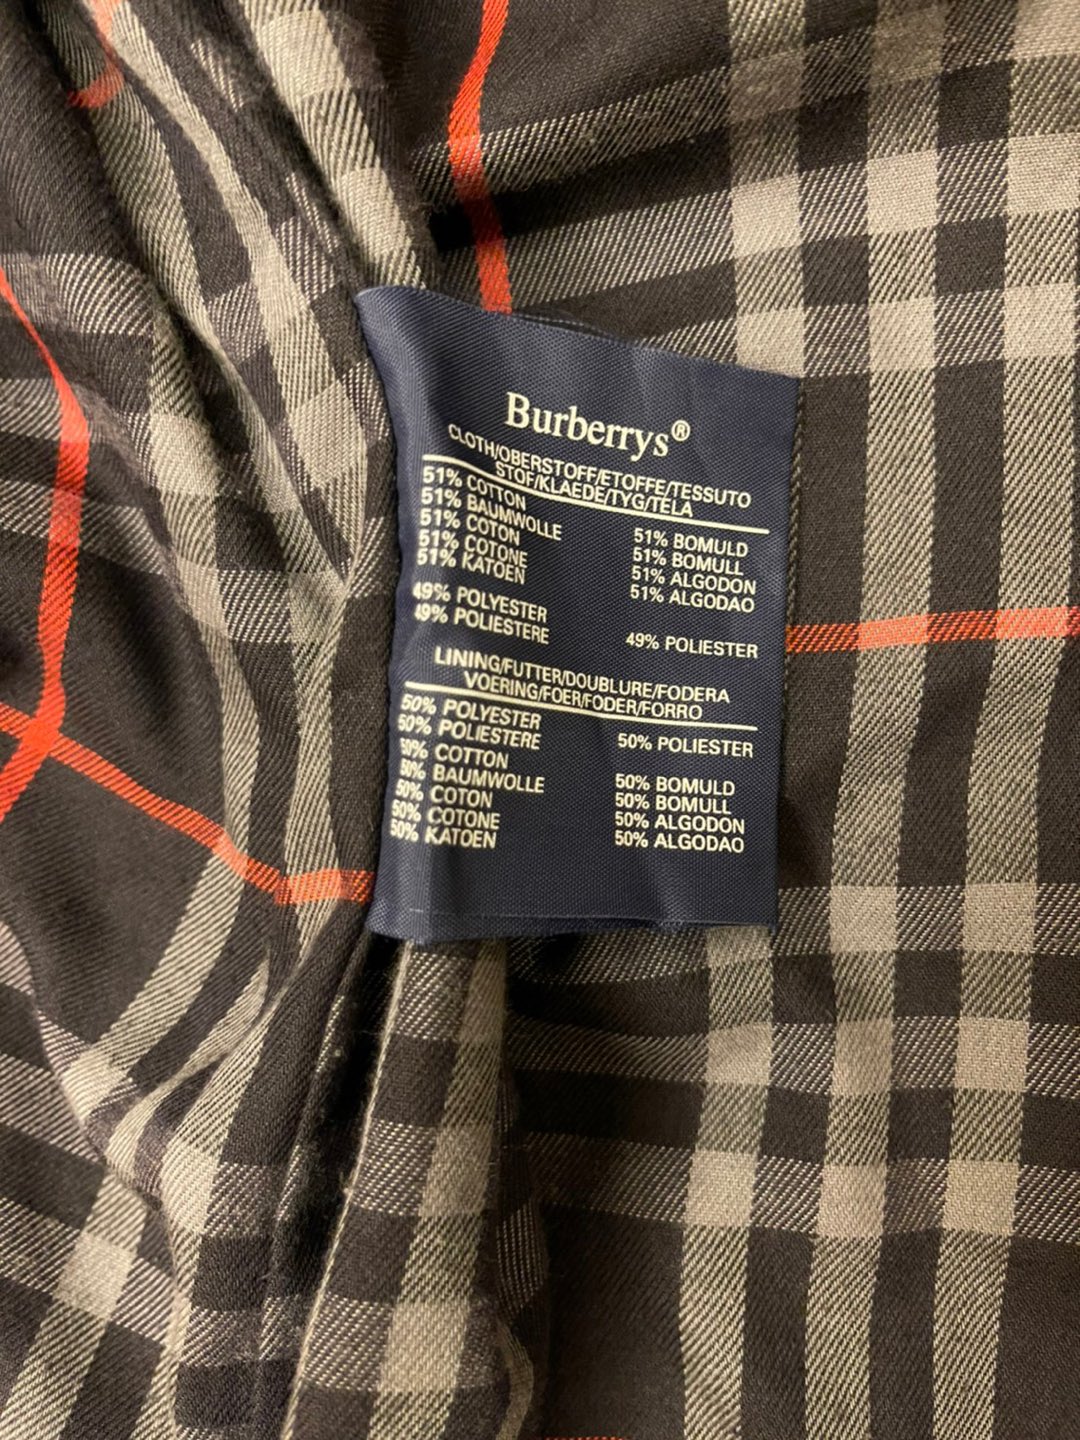 Burberrys®
CLOTH/OBERSTOFF/ETOFFE/TESSUTO
STOF/KLAEDE/TYG/TELA
51% COTTON
51% BAUMWOLLE
51% COTON
51% COTONE
51% KATOEN
51% BOMULD
51% BOMULL
51% ALGODON
51% ALGODAO
49% POLYESTER
49% POLIESTERE
49% POLIESTER
LINING/FUTTER/DOUBLURE/FODERA
VOERING/FOER/FODER/FORRO
50% POLYESTER
50% POLIESTERE
50% POLIESTER
50% COTTON
50% BAUMWOLLE
50% COTON
50% COTONE
50% KATOEN
50% BOMULD
50% BOMULL
50% ALGODON
50% ALGODAO